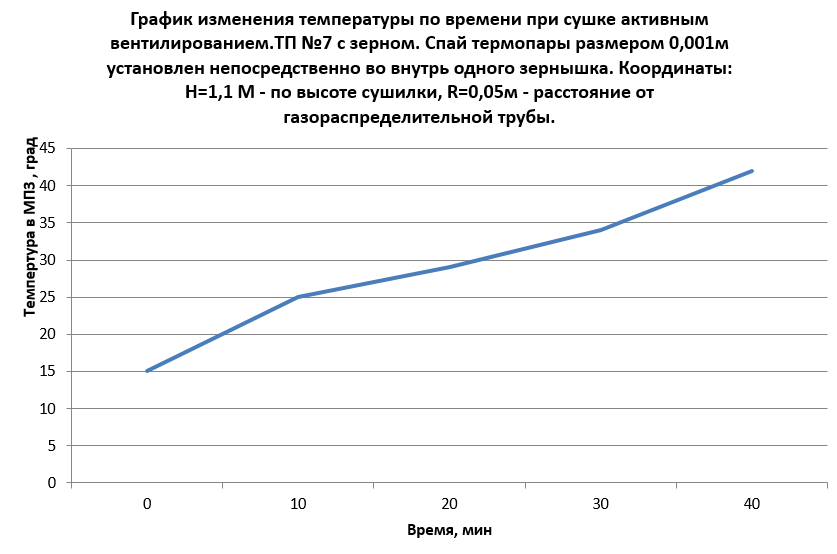 График изменения температуры по времени при сушке активным
вентилированием.ТП №7 с зерном. Спай термопары размером 0,001м
установлен непосредственно во внутрь одного зернышка. Координаты:
Н=1,1 М - по высоте сушилки, R=0,05м - расстояние от
газораспределительной трубы.
Темпертура в МПЗ , град
45
40
35
30
25
20
15
10
5
0
0 10 20 30 40
Время, мин